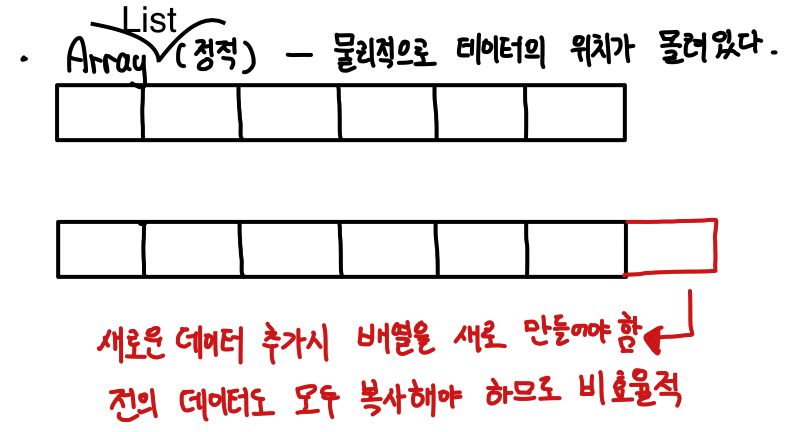 List
· Array (정적) — 물리적으로 데이터의 위치가 몰려있다.
새로운 데이터 추가시 배열을 새로 만들어야 함
전의 데이터도 모두 복사해야 하므로 비효율적